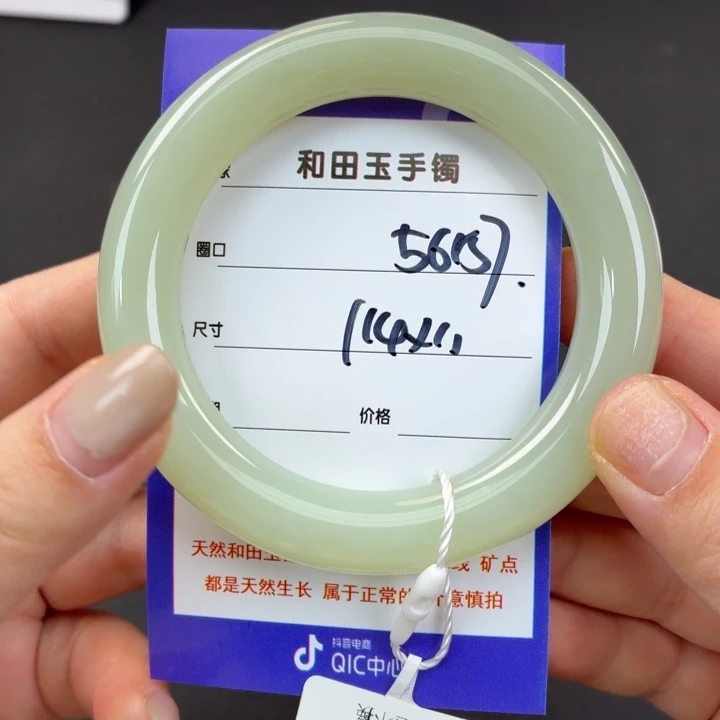 和田玉手镯
圈口 56(57).
尺寸
价格
天然和田玉 矿点
都是天然生长 属于正常的 意慎拍
抖音电商
QIC中心